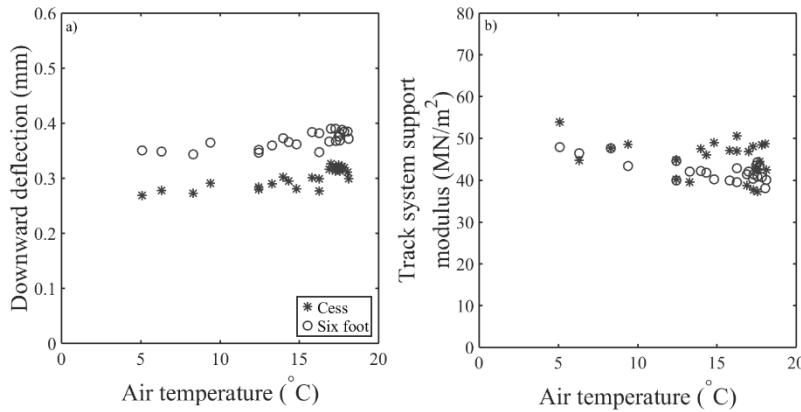 a)
Downward deflection (mm)
0.6
0.5
0.4
0.3
0.2
0.1
0
0
5
10
15
20
Air temperature (°C)
Cess
Six foot
b)
Track system support
modulus (MN/m²)
80
70
60
50
40
30
20
10
0
0
5
10
15
20
Air temperature (°C)